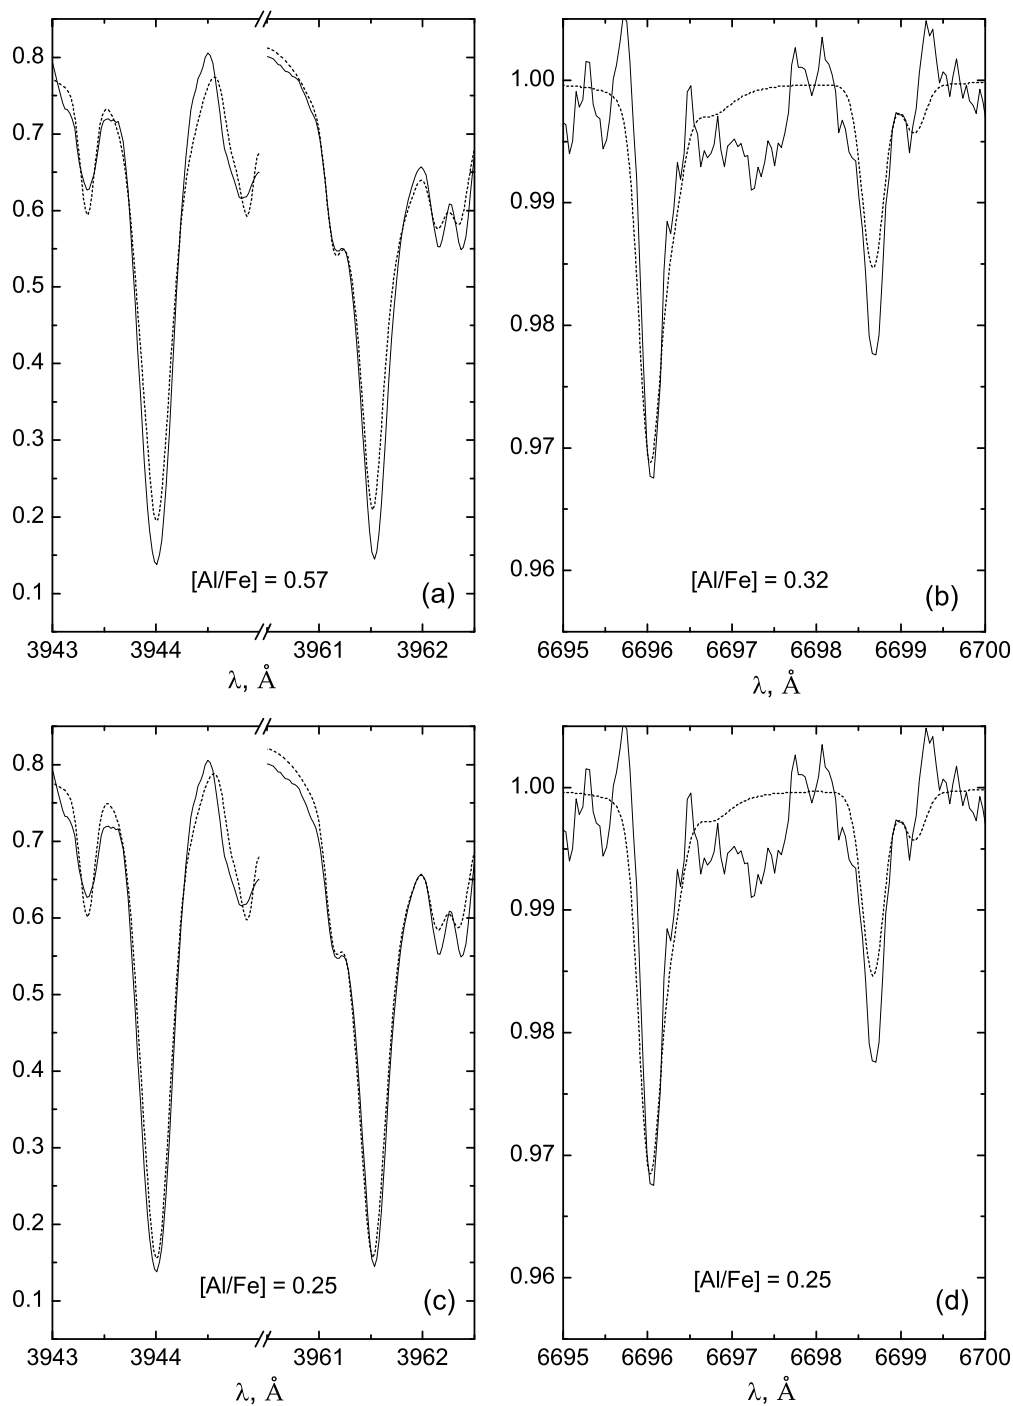 0.8
0.7
0.6
0.5
0.4
0.3
0.2
0.1
[Al/Fe] = 0.57
(a)
3943 3944 3961 3962
λ, Å
1.00
0.99
0.98
0.97
0.96
[Al/Fe] = 0.32
(b)
6695 6696 6697 6698 6699 6700
λ, Å
0.8
0.7
0.6
0.5
0.4
0.3
0.2
0.1
[Al/Fe] = 0.25
(c)
3943 3944 3961 3962
λ, Å
1.00
0.99
0.98
0.97
0.96
[Al/Fe] = 0.25
(d)
6695 6696 6697 6698 6699 6700
λ, Å